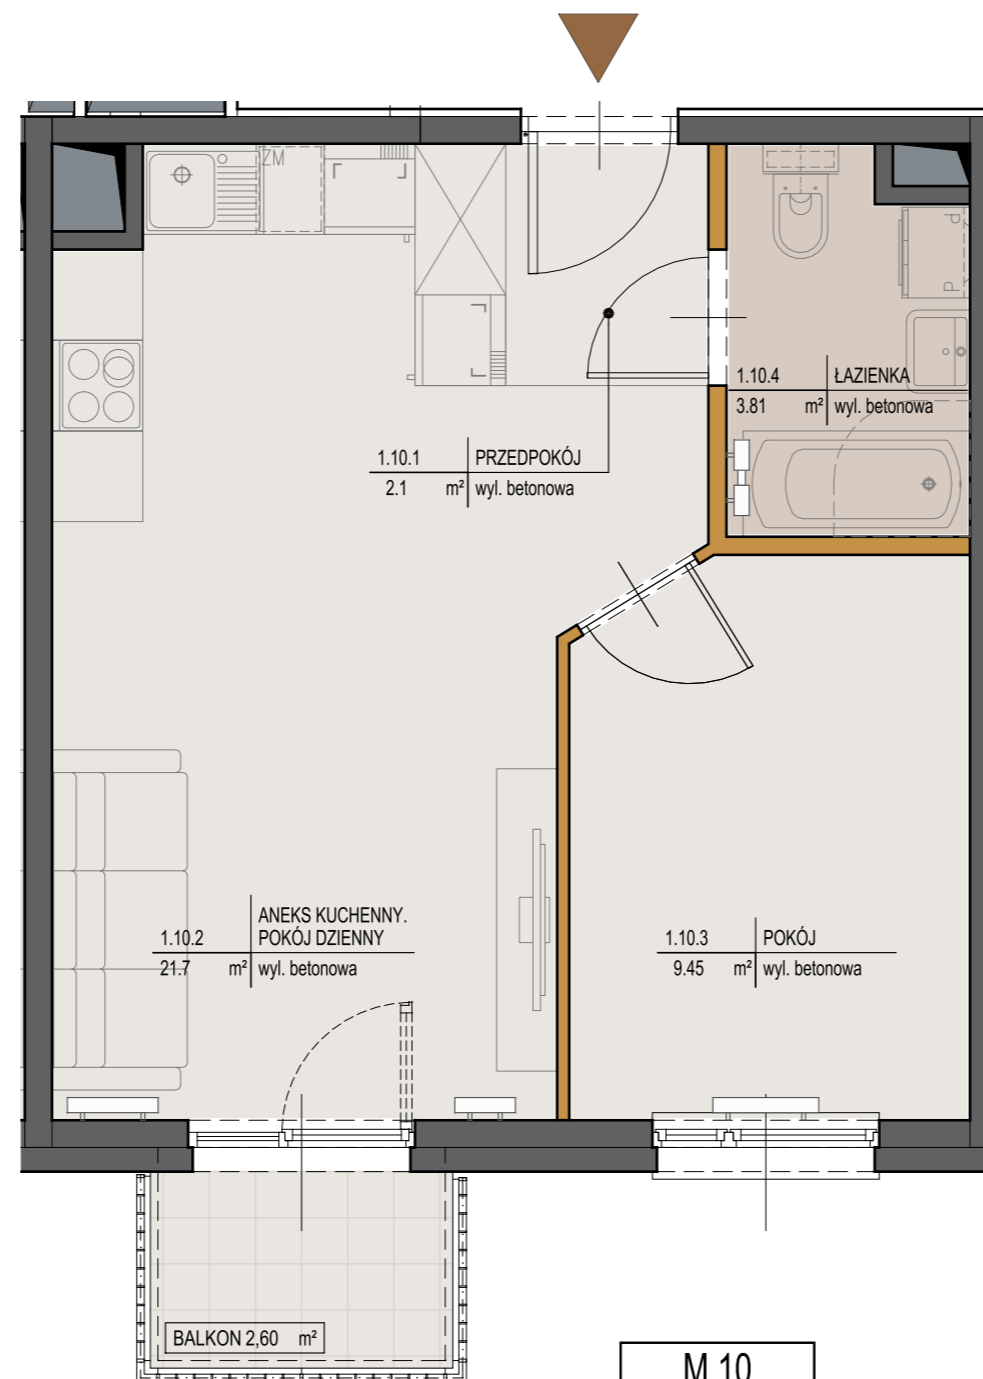 ZM
P
P
1.10.4 ŁAZIENKA
3.81 m² wyl. betonowa
1.10.1 PRZEDPOKÓJ
2.1 m² wyl. betonowa
ANEKS KUCHENNY.
1.10.2 POKÓJ DZIENNY
21.7 m² wyl. betonowa
1.10.3 POKÓJ
9.45 m² wyl. betonowa
BALKON 2,60 m²
M 10